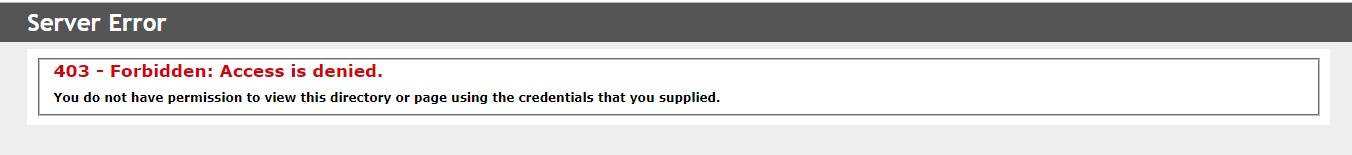 Server Error
403 - Forbidden: Access is denied.
You do not have permission to view this directory or page using the credentials that you supplied.